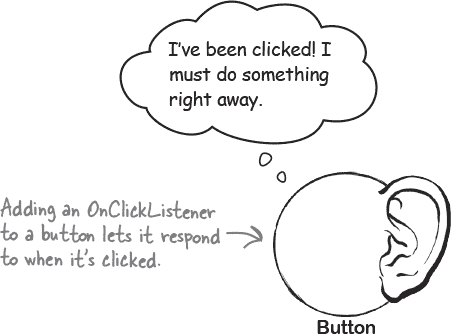 I've been clicked! I
must do something
right away.
Adding an OnClickListener
to a button lets it respond
to when it's clicked.
Button